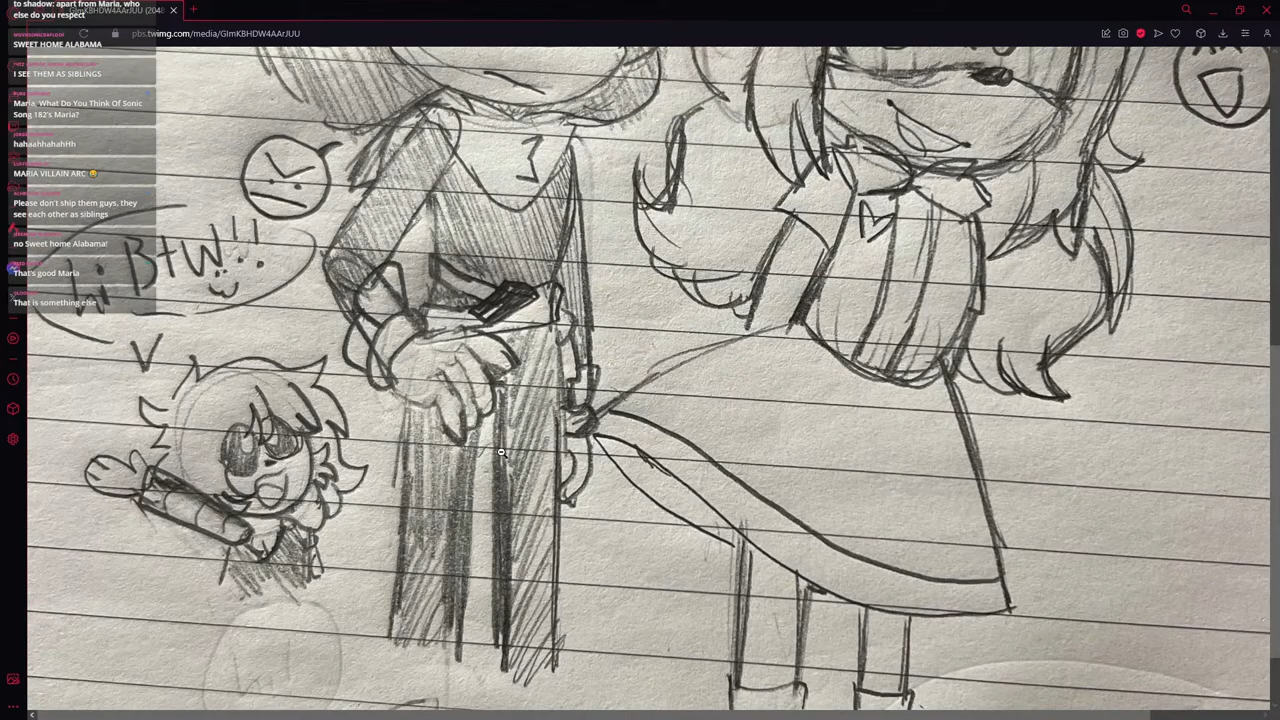 to shadow: apart from Maria, who
else do you respect
GImKBHDW4AArJUU (2048
pbs.twimg.com/media/GImKBHDW4AArJUU
SWEET HOME ALABAMA
I SEE THEM AS SIBLINGS
Maria, What Do You Think Of Sonic
Song 182's Maria?
hahaahhahahHh
MARIA VILLAIN ARC 😄
Please don't ship them guys, they
see each other as siblings
no Sweet home Alabama!
That's good Maria
That is something else
hi BtW!!